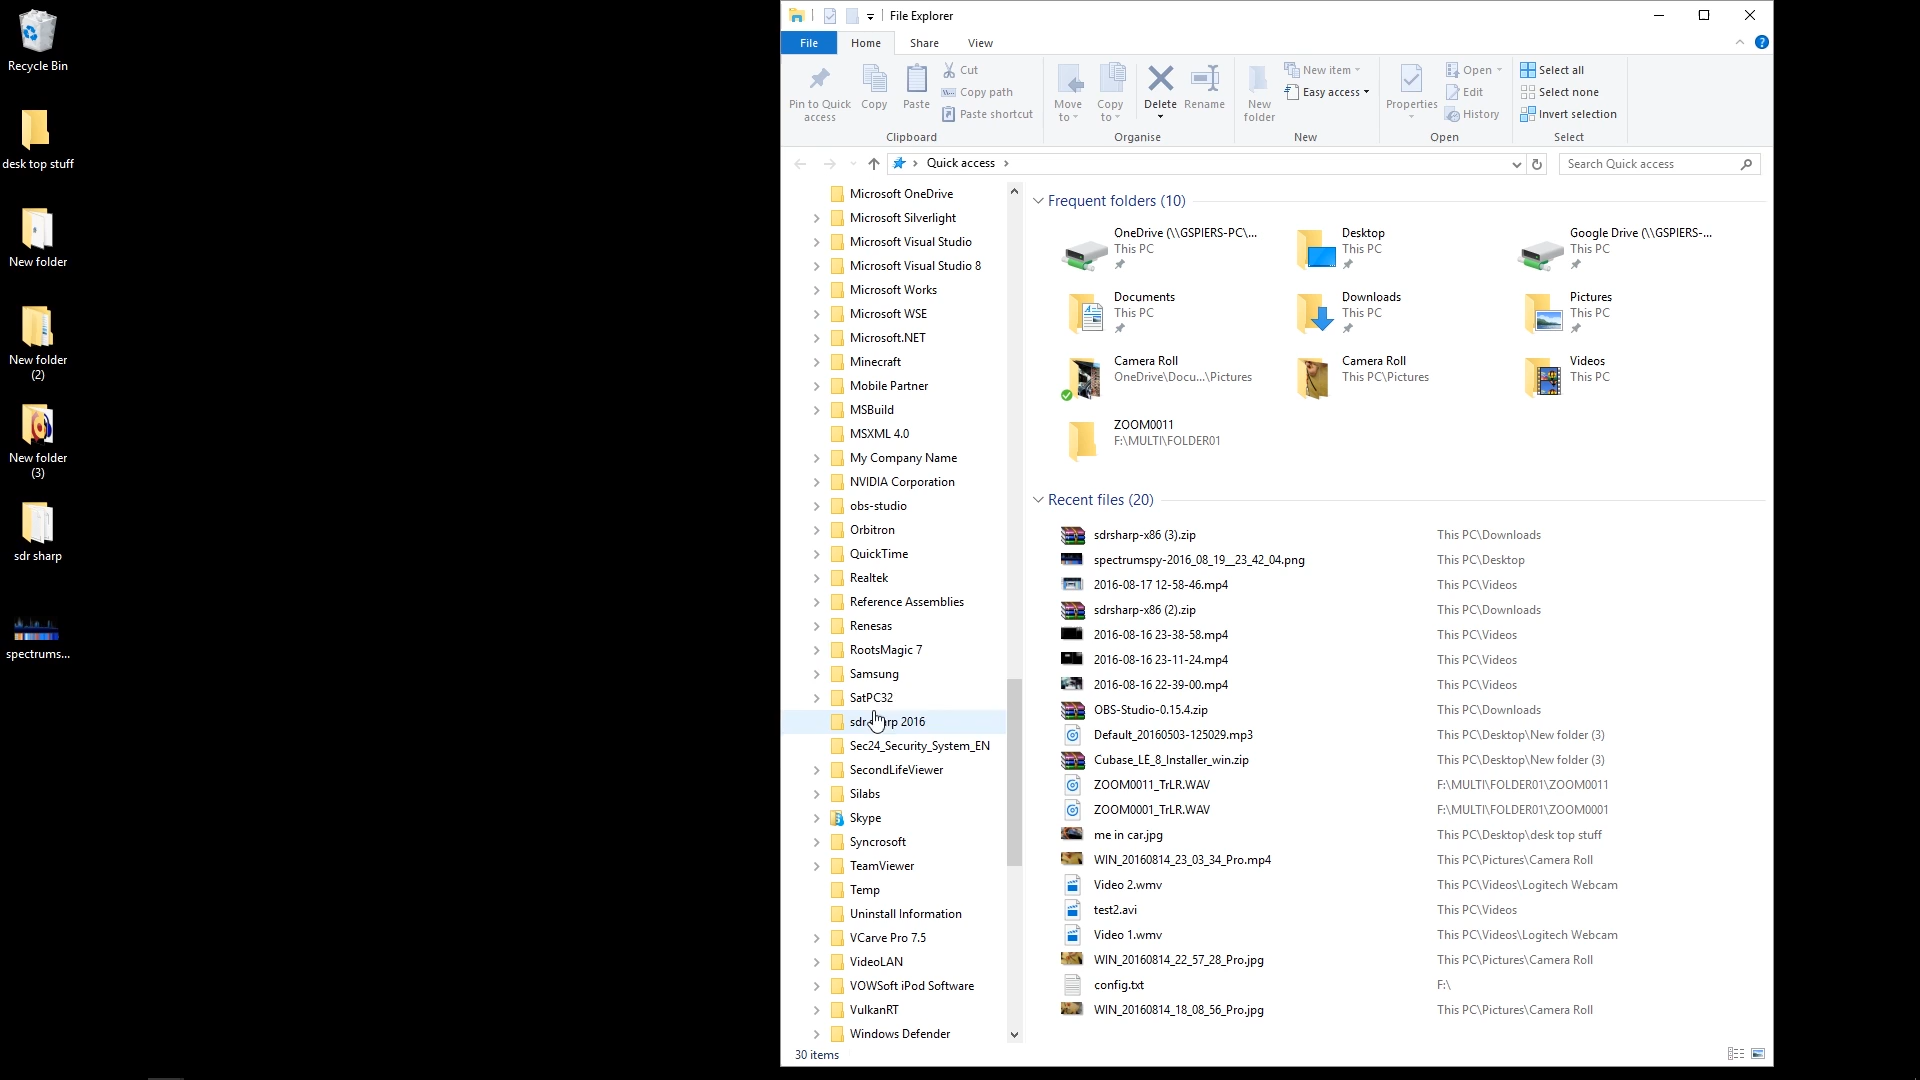 Recycle Bin
desk top stuff
New folder
New folder
(2)
New folder
(3)
sdr sharp
spectrums...
File Explorer
File
Home
Share
View
Pin to Quick
access
Copy
Paste
Cut
Copy path
Paste shortcut
Clipboard
Move
to
Copy
to
Delete
Rename
Organise
New
folder
New item
Easy access
New
Properties
Open
Edit
History
Open
Select all
Select none
Invert selection
Select
Quick access
Search Quick access
Microsoft OneDrive
Microsoft Silverlight
Microsoft Visual Studio
Microsoft Visual Studio 8
Microsoft Works
Microsoft WSE
Microsoft.NET
Minecraft
Mobile Partner
MSBuild
MSXML 4.0
My Company Name
NVIDIA Corporation
obs-studio
Orbitron
QuickTime
Realtek
Reference Assemblies
Renesas
RootsMagic 7
Samsung
SatPC32
2016
Sec24_Security_System_EN
SecondLifeViewer
Silabs
Skype
Syncrosoft
TeamViewer
Temp
Uninstall Information
VCarve Pro 7.5
VideoLAN
VOWSoft iPod Software
VulkanRT
Windows Defender
Frequent folders (10)
OneDrive (\\GSPIERS-PC\...
This PC
Desktop
This PC
Google Drive (\\GSPIERS-...
This PC
Documents
This PC
Downloads
This PC
Pictures
This PC
Camera Roll
OneDrive\Docu...\Pictures
Camera Roll
This PC\Pictures
Videos
This PC
ZOOM0011
F:\MULTI\FOLDER01
Recent files (20)
sdrsharp-x86 (3).zip This PC\Downloads
spectrumspy-2016_08_19__23_42_04.png This PC\Desktop
2016-08-17 12-58-46.mp4 This PC\Videos
sdrsharp-x86 (2).zip This PC\Downloads
2016-08-16 23-38-58.mp4 This PC\Videos
2016-08-16 23-11-24.mp4 This PC\Videos
2016-08-16 22-39-00.mp4 This PC\Videos
OBS-Studio-0.15.4.zip This PC\Downloads
Default_20160503-125029.mp3 This PC\Desktop\New folder (3)
Cubase_LE_8_Installer_win.zip This PC\Desktop\New folder (3)
ZOOM0011_TrLR.WAV F:\MULTI\FOLDER01\ZOOM0011
ZOOM0001_TrLR.WAV F:\MULTI\FOLDER01\ZOOM0001
me in car.jpg This PC\Desktop\desk top stuff
WIN_20160814_23_03_34_Pro.mp4 This PC\Pictures\Camera Roll
Video 2.wmv This PC\Videos\Logitech Webcam
test2.avi This PC\Videos
Video 1.wmv This PC\Videos\Logitech Webcam
WIN_20160814_22_57_28_Pro.jpg This PC\Pictures\Camera Roll
config.txt F:\
WIN_20160814_18_08_56_Pro.jpg This PC\Pictures\Camera Roll
30 items